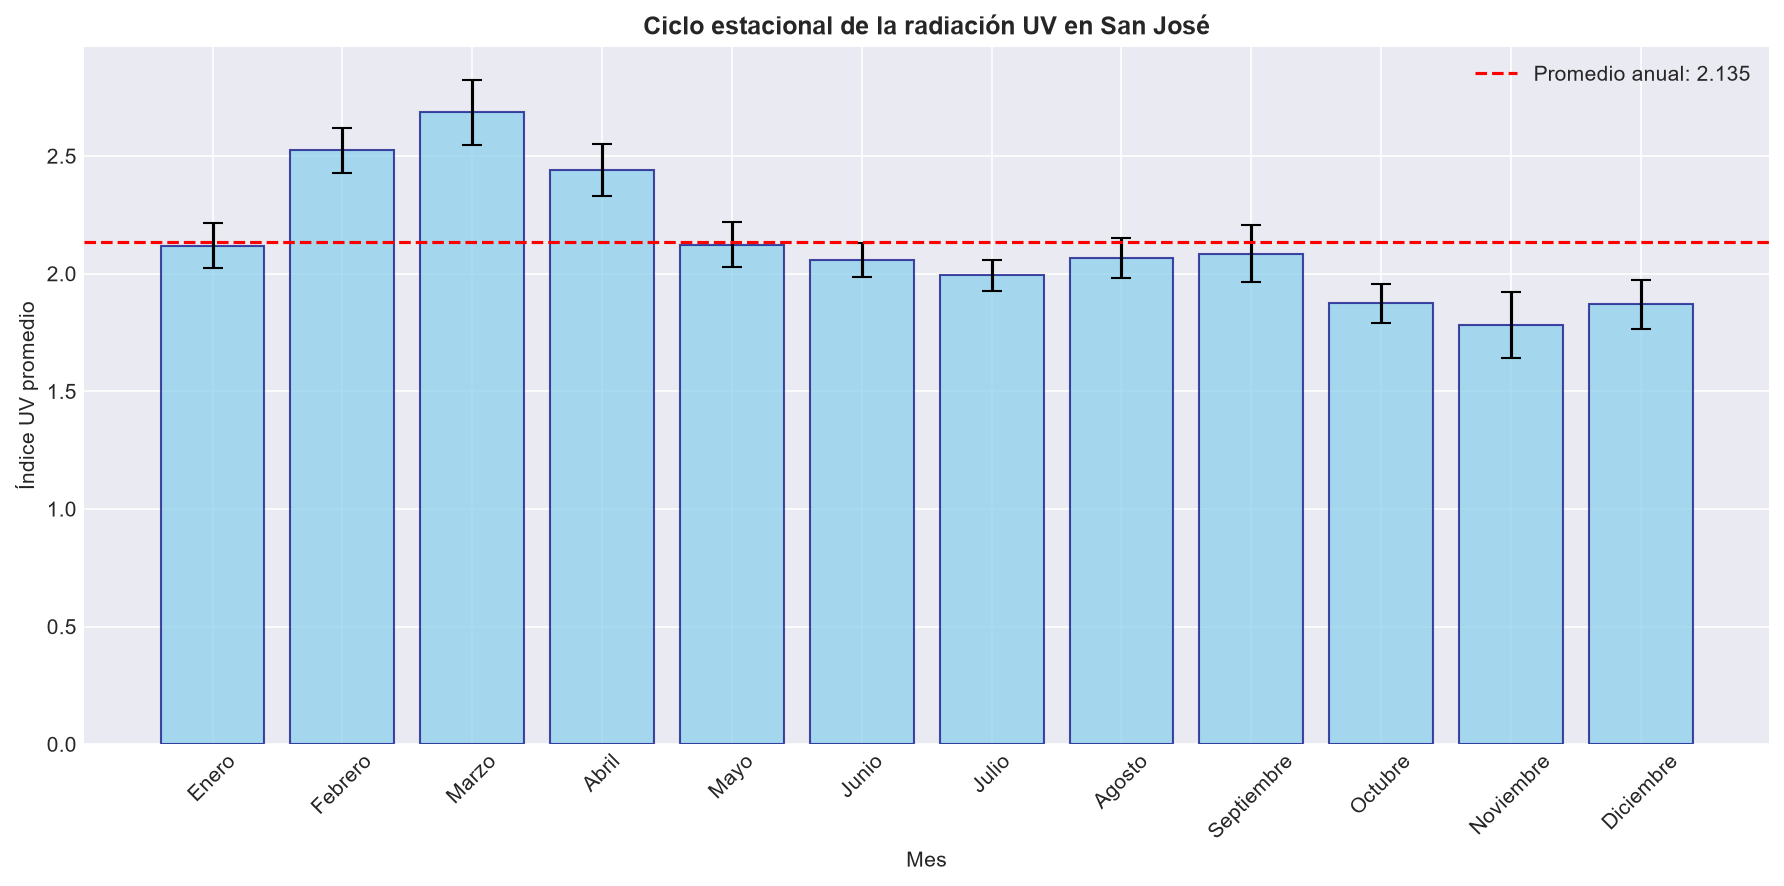 Ciclo estacional de la radiación UV en San José
Promedio anual: 2.135
Índice UV promedio
2.5
2.0
1.5
1.0
0.5
0.0
Enero
Febrero
Marzo
Abril
Mayo
Junio
Julio
Agosto
Septiembre
Octubre
Noviembre
Diciembre
Mes